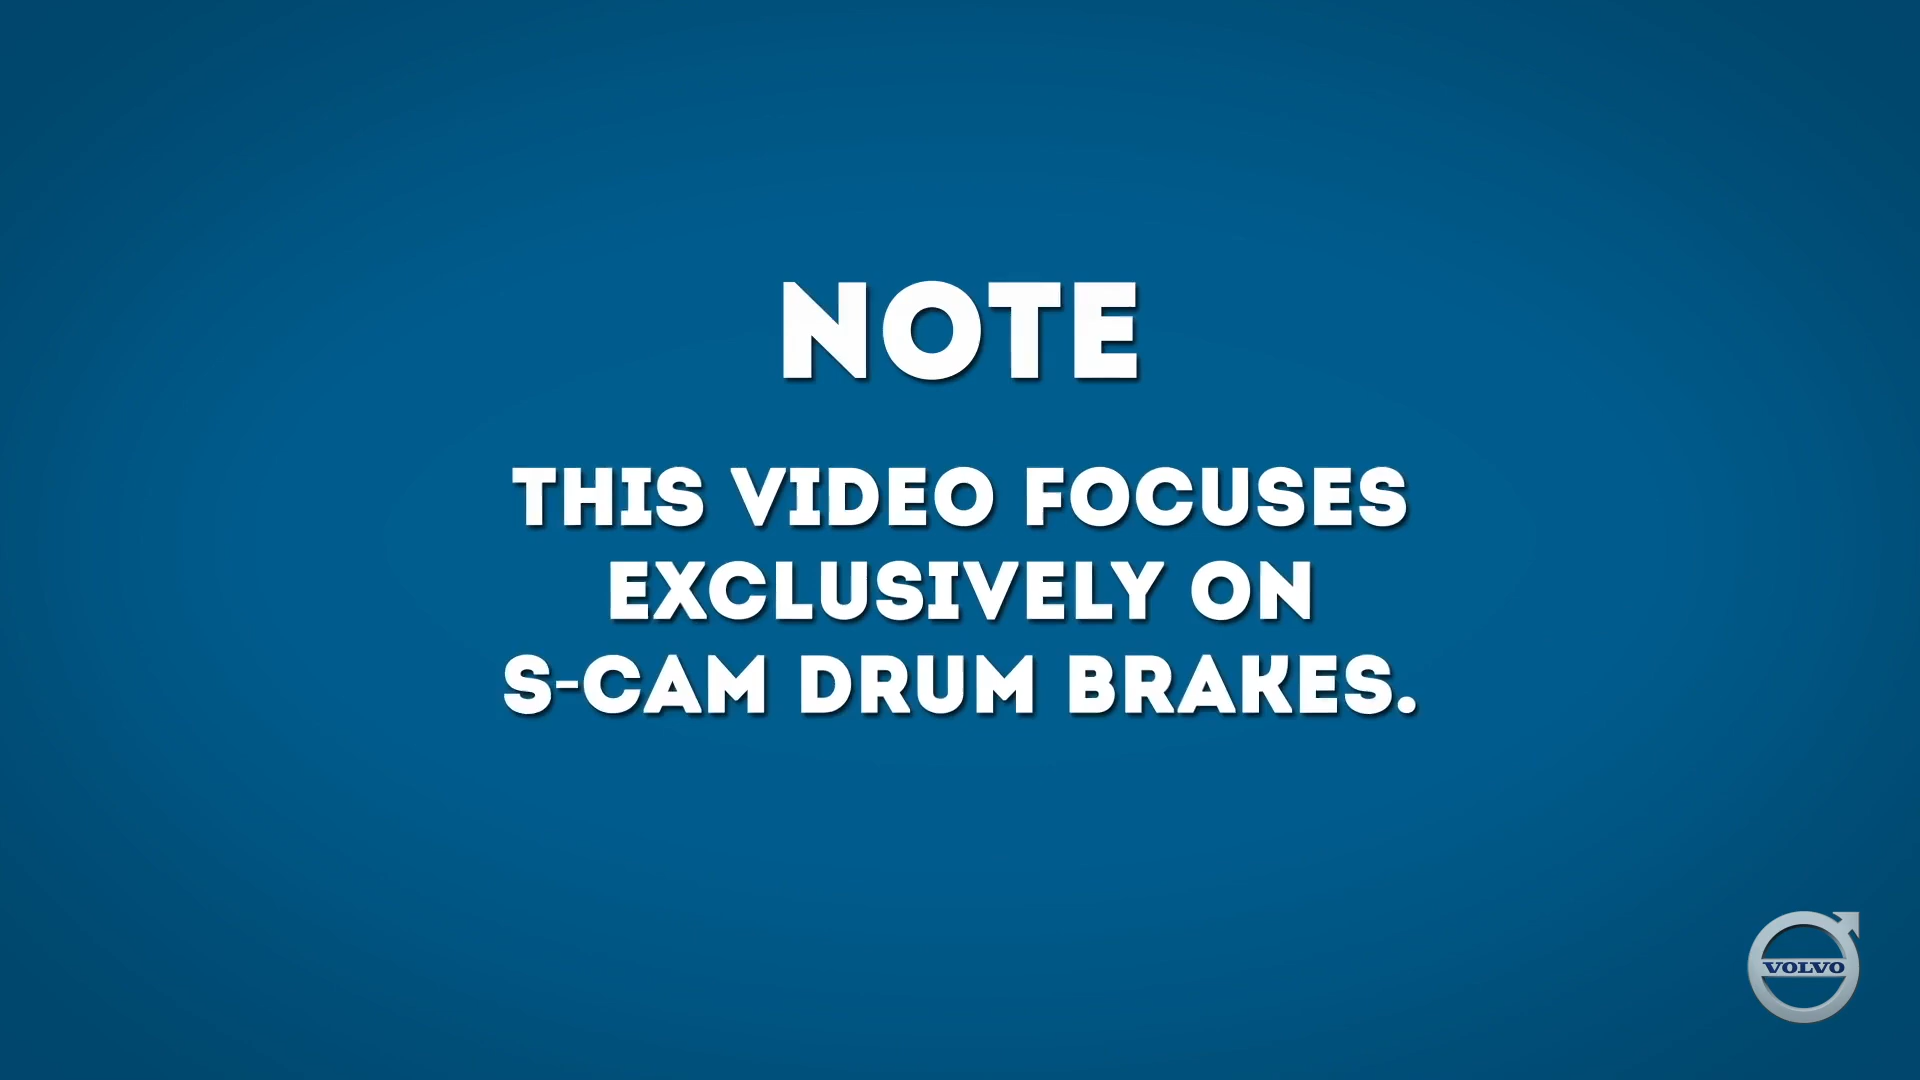 NOTE
THIS VIDEO FOCUSES
EXCLUSIVELY ON
S-CAM DRUM BRAKES.
VOLVO